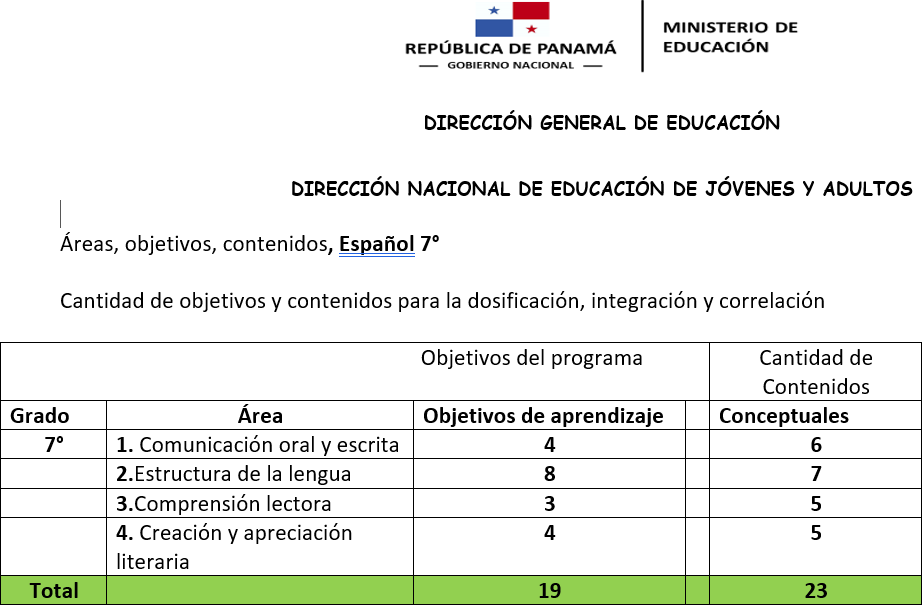 REPÚBLICA DE PANAMÁ
GOBIERNO NACIONAL
MINISTERIO DE
EDUCACIÓN
DIRECCIÓN GENERAL DE EDUCACIÓN
DIRECCIÓN NACIONAL DE EDUCACIÓN DE JÓVENES Y ADULTOS
Áreas, objetivos, contenidos, Español 7°
Cantidad de objetivos y contenidos para la dosificación, integración y correlación
Objetivos del programa Cantidad de
Contenidos
Grado Área Objetivos de aprendizaje Conceptuales
7° 1. Comunicación oral y escrita 4 6
2.Estructura de la lengua 8 7
3.Comprensión lectora 3 5
4. Creación y apreciación 4 5
literaria
Total 19 23